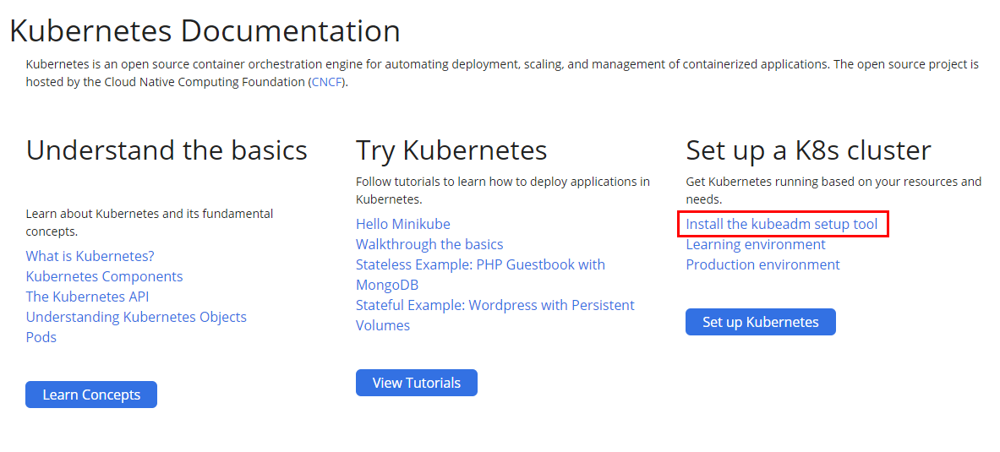 Kubernetes Documentation
Kubernetes is an open source container orchestration engine for automating deployment, scaling, and management of containerized applications. The open source project is
hosted by the Cloud Native Computing Foundation (CNCF).
Understand the basics
Learn about Kubernetes and its fundamental
concepts.
What is Kubernetes?
Kubernetes Components
The Kubernetes API
Understanding Kubernetes Objects
Pods
Learn Concepts
Try Kubernetes
Follow tutorials to learn how to deploy applications in
Kubernetes.
Hello Minikube
Walkthrough the basics
Stateless Example: PHP Guestbook with
MongoDB
Stateful Example: Wordpress with Persistent
Volumes
View Tutorials
Set up a K8s cluster
Get Kubernetes running based on your resources and
needs.
Install the kubeadm setup tool
Learning environment
Production environment
Set up Kubernetes